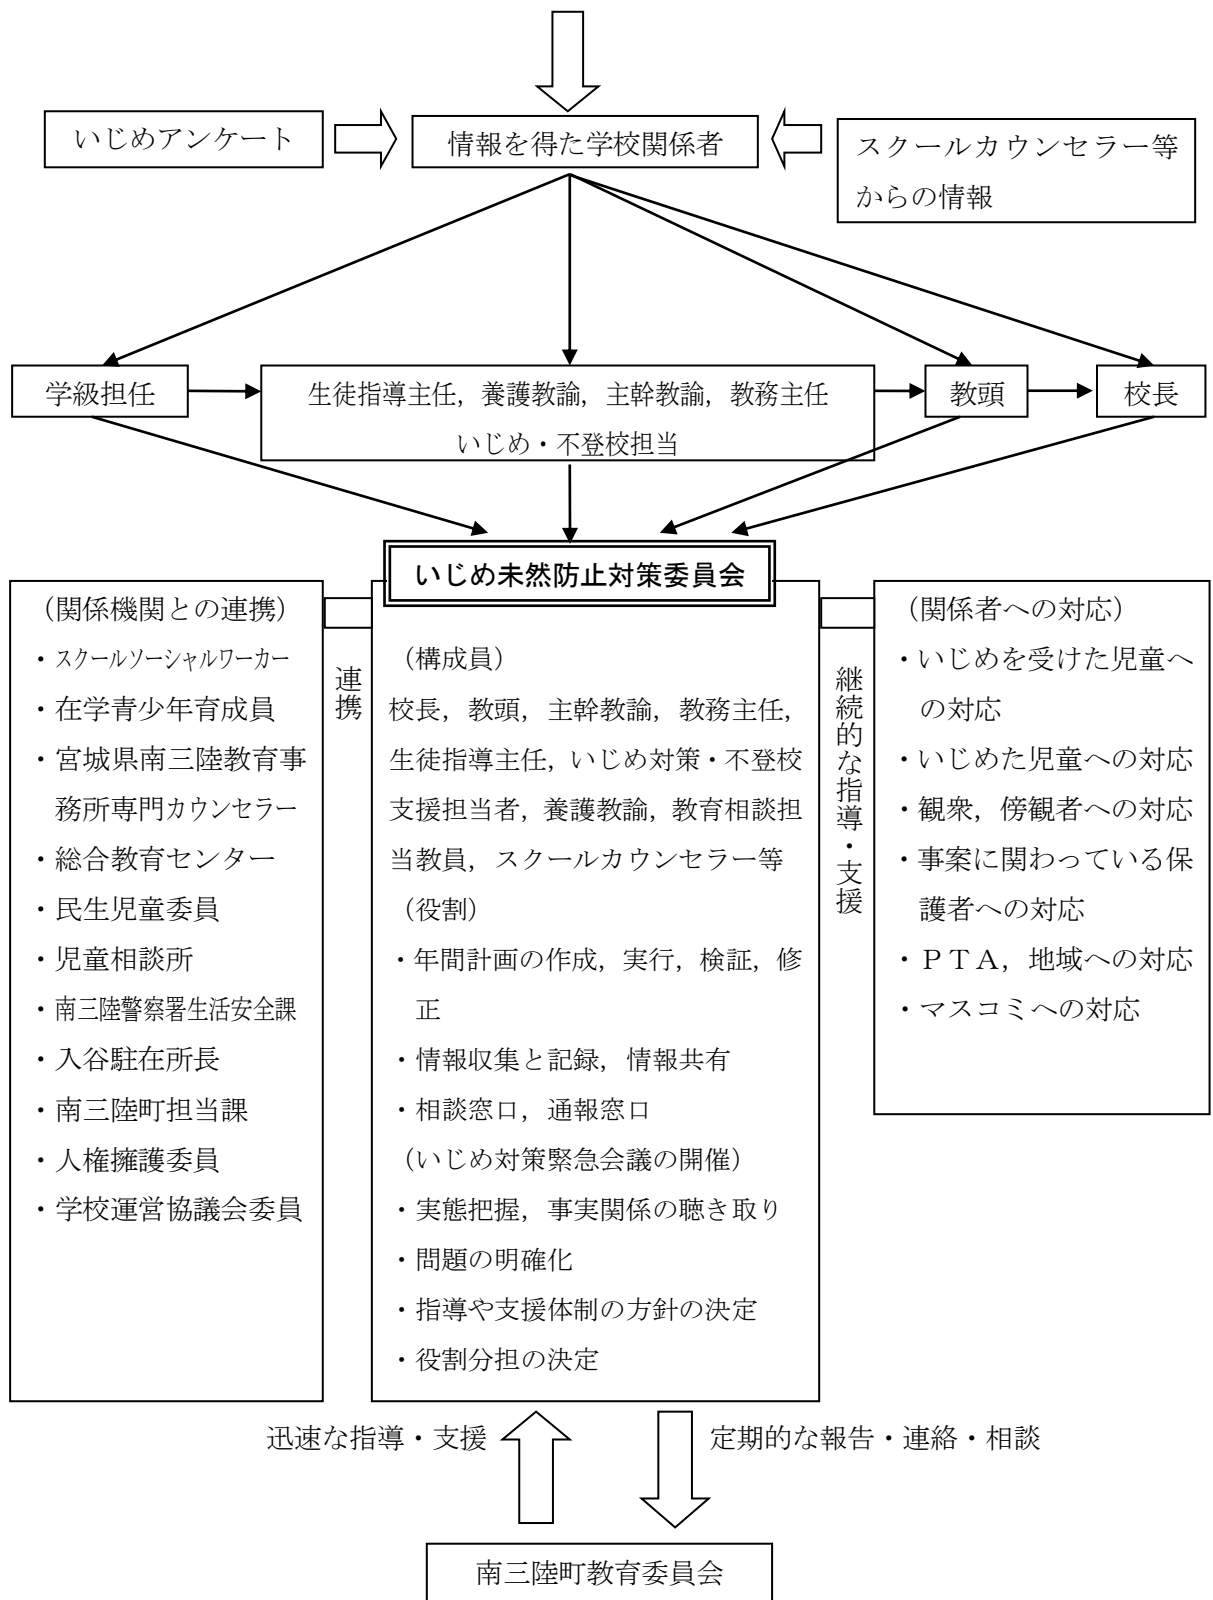 いじめアンケート
情報を得た学校関係者
スクールカウンセラー等
からの情報
学級担任
生徒指導主任，養護教諭，主幹教諭，教務主任
いじめ・不登校担当
教頭
校長
いじめ未然防止対策委員会
（関係機関との連携）
・スクールソーシャルワーカー
・在学青少年育成員
・宮城県南三陸教育事
務所専門カウンセラー
・総合教育センター
・民生児童委員
・児童相談所
・南三陸警察署生活安全課
・入谷駐在所長
・南三陸町担当課
・人権擁護委員
・学校運営協議会委員
連携
（構成員）
校長，教頭，主幹教諭，教務主任，
生徒指導主任，いじめ対策・不登校
支援担当者，養護教諭，教育相談担
当教員，スクールカウンセラー等
（役割）
・年間計画の作成，実行，検証，修
正
・情報収集と記録，情報共有
・相談窓口，通報窓口
（いじめ対策緊急会議の開催）
・実態把握，事実関係の聴き取り
・問題の明確化
・指導や支援体制の方針の決定
・役割分担の決定
継続的な指導・支援
（関係者への対応）
・いじめを受けた児童へ
の対応
・いじめた児童への対応
・観衆，傍観者への対応
・事案に関わっている保
護者への対応
・ＰＴＡ，地域への対応
・マスコミへの対応
迅速な指導・支援
定期的な報告・連絡・相談
南三陸町教育委員会